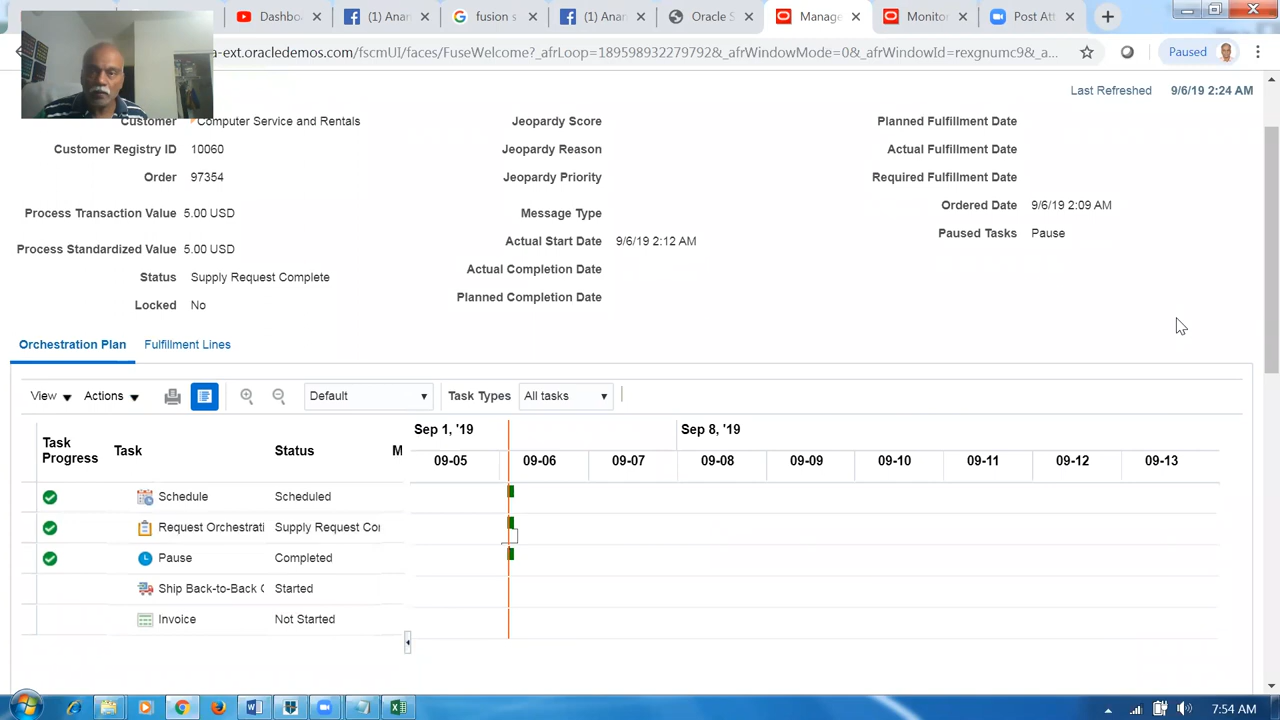 Dashbo
(1) Anan
fusion s
(1) Anan
Oracle
Manage
Monito
Post Att
a-ext.oracledemos.com/fscmUI/faces/FuseWelcome?_afrLoop=1895989322797928&_afrWindowMode=0&_afrWindowId=rexgnumc9&_a...
Paused
Last Refreshed 9/6/19 2:24 AM
Customer Computer Service and Rentals
Jeopardy Score
Planned Fulfillment Date
Customer Registry ID 10060
Jeopardy Reason
Actual Fulfillment Date
Order 97354
Jeopardy Priority
Required Fulfillment Date
Ordered Date 9/6/19 2:09 AM
Process Transaction Value 5.00 USD
Message Type
Paused Tasks Pause
Actual Start Date 9/6/19 2:12 AM
Process Standardized Value 5.00 USD
Actual Completion Date
Status Supply Request Complete
Planned Completion Date
Locked No
Orchestration Plan Fulfillment Lines
View Actions Default Task Types All tasks
Sep 1, '19 Sep 8, '19
Task Progress Task Status M
09-05 09-06 09-07 09-08 09-09 09-10 09-11 09-12 09-13
Schedule Scheduled
Request Orchestrati Supply Request Cor
Pause Completed
Ship Back-to-Back Started
Invoice Not Started
7:54 AM